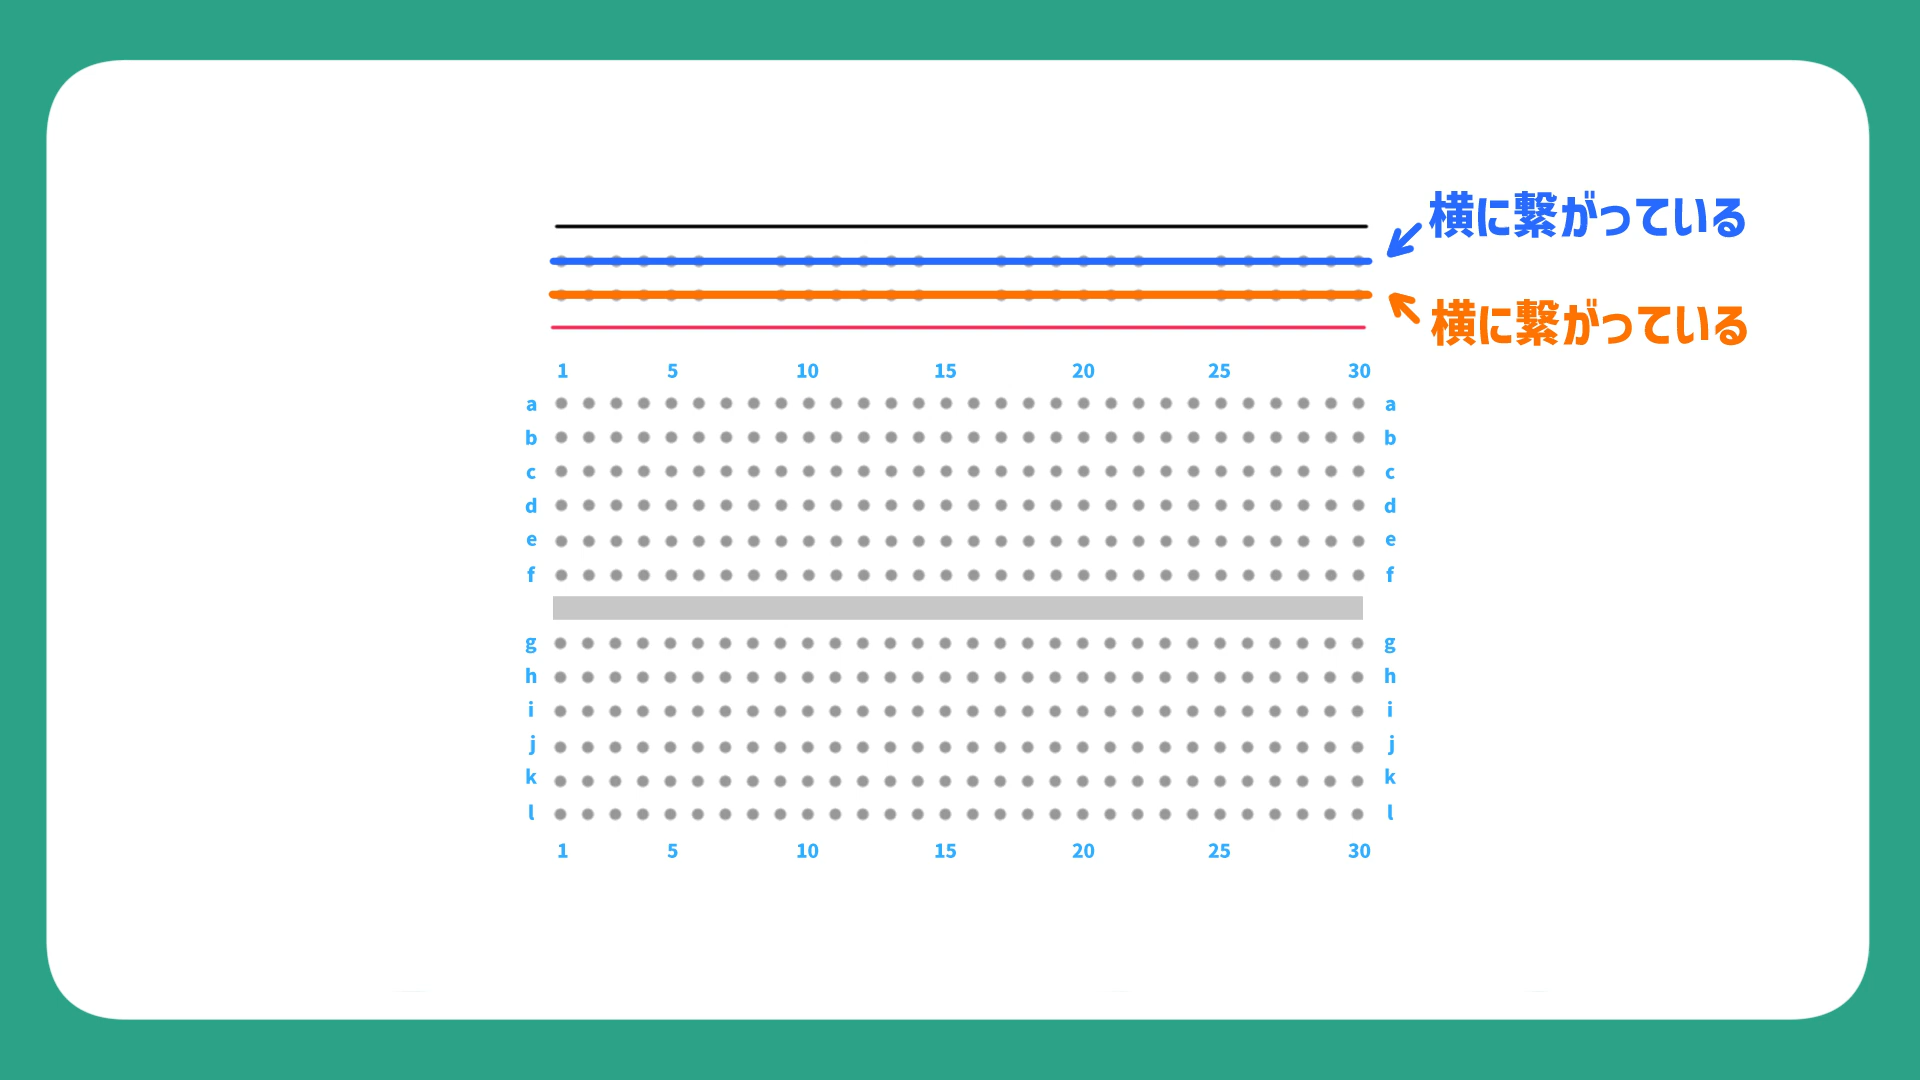 横に繋がっている
横に繋がっている
1 5 10 15 20 25 30
a a
b b
c c
d d
e e
f f
g g
h h
i i
j j
k k
l l
1 5 10 15 20 25 30